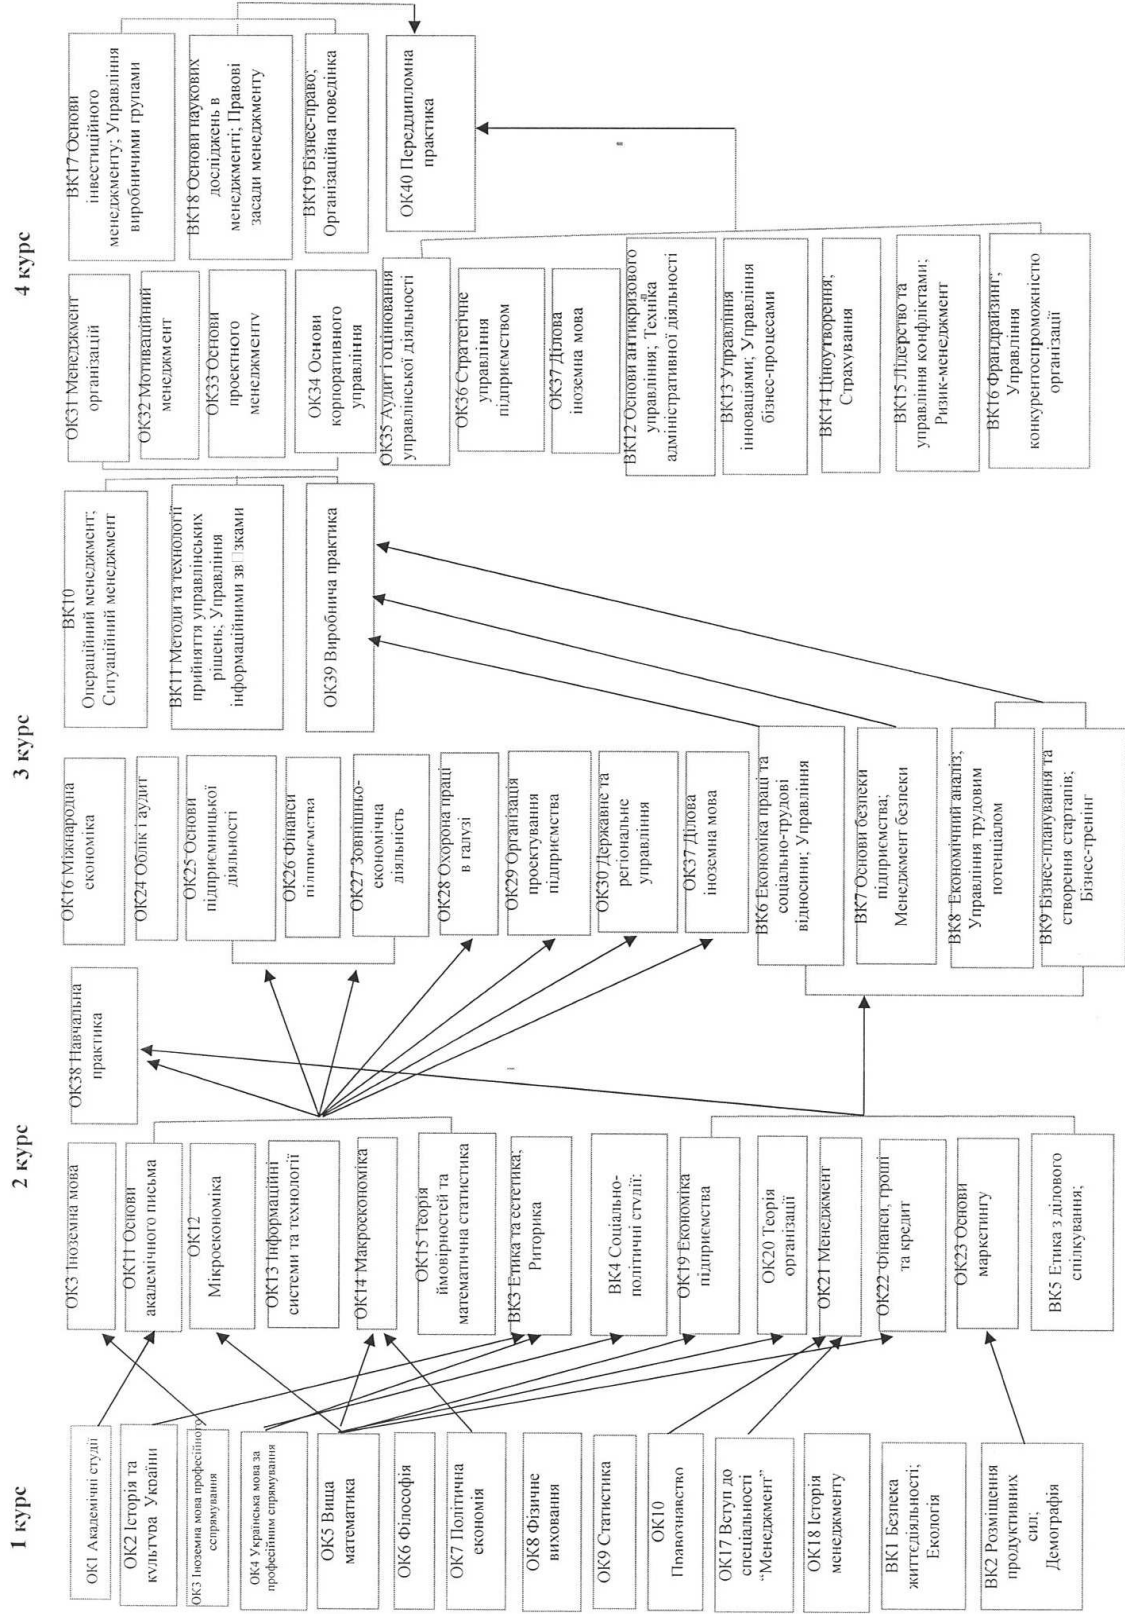 1 курс
ОК1 Академічні студії
ОК2 Історія та
культура України
ОК3 Іноземна мова професійного
сспрямування
ОК4 Українська мова за
професійним спрямування
ОК5 Вища
математика
ОК6 Філософія
ОК7 Політична
економія
ОК8 Фізичне
виховання
ОК9 Статистика
ОК10
Правознавство
ОК17 Вступ до
спеціальності
“Менеджмент”
ОК18 Історія
менеджменту
ВК1 Безпека
життєдіяльності;
Екологія
ВК2 Розміщення
продуктивних
сил;
Демографія
2 курс
ОК3 Іноземна мова
ОК11 Основи
академічного письма
ОК12
Мікроекономіка
ОК13 Інформаційні
системи та технології
ОК14 Макроекономіка
ОК15 Теорія
ймовірностей та
математична статистика
ВК3 Етика та естетика;
Риторика
ВК4 Соціально-
політичні студії:
ОК19 Економіка
підприємства
ОК20 Теорія
організації
ОК21 Менеджмент
ОК22 Фінанси, гроші
та кредит
ОК23 Основи
маркетингу
ВК5 Етика з ділового
спілкування;
ОК38 Навчальна
практика
3 курс
ОК16 Міжнародна
економіка
ОК24 Облік і аудит
ОК25 Основи
підприємницької
діяльності
ОК26 Фінанси
підприємства
ОК27 Зовнішньо-
економічна
діяльність
ОК28 Охорона праці
в галузі
ОК29 Організація
проектування
підприємства
ОК30 Державне та
регіональне
управління
ОК37 Ділова
іноземна мова
ВК6 Економіка праці та
соціально-трудові
відносини; Управління
ВК7 Основи безпеки
підприємства;
Менеджмент безпеки
ВК8 Економічний аналіз;
Управління трудовим
потенціалом
ВК9 Бізнес-планування та
створення стартапів;
Бізнес-тренінг
ВК10
Операційний менеджмент;
Ситуаційний менеджмент
ВК11 Методи та технології
прийняття управлінських
рішень; Управління
інформаційними зв□зками
ОК39 Виробнича практика
4 курс
ОК31 Менеджмент
організацій
ОК32 Мотиваційний
менеджмент
ОК33 Основи
проектного
менеджменту
ОК34 Основи
корпоративного
управління
ОК35 Аудит і оцінювання
управлінської діяльності
ОК36 Стратегічне
управління
підприємством
ОК37 Ділова
іноземна мова
ВК12 Основи антикризового
управління; Техніка
адміністративної діяльності
ВК13 Управління
інноваціями; Управління
бізнес-процесами
ВК14 Ціноутворення;
Страхування
ВК15 Лідерство та
управління конфліктами;
Ризик-менеджмент
ВК16 Франдрайзинг;
Управління
конкурентоспроможністю
організації
ВК17 Основи
інвестиційного
менеджменту; Управління
виробничими групами
ВК18 Основи наукових
досліджень в
менеджменті; Правові
засади менеджменту
ВК19 Бізнес-право;
Організаційна поведінка
ОК40 Переддипломна
практика